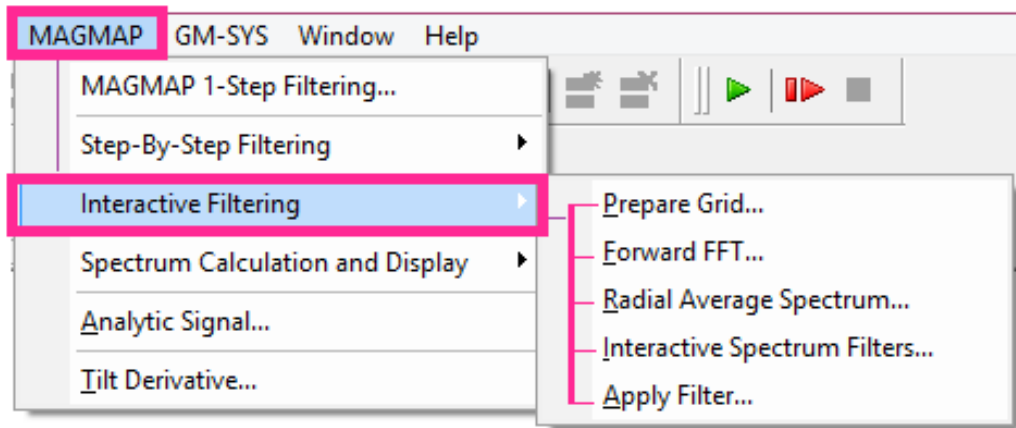 MAGMAP GM-SYS Window Help
MAGMAP 1-Step Filtering...
Step-By-Step Filtering
Interactive Filtering
Prepare Grid...
Forward FFT...
Spectrum Calculation and Display
Radial Average Spectrum...
Analytic Signal...
Interactive Spectrum Filters...
Tilt Derivative...
Apply Filter...